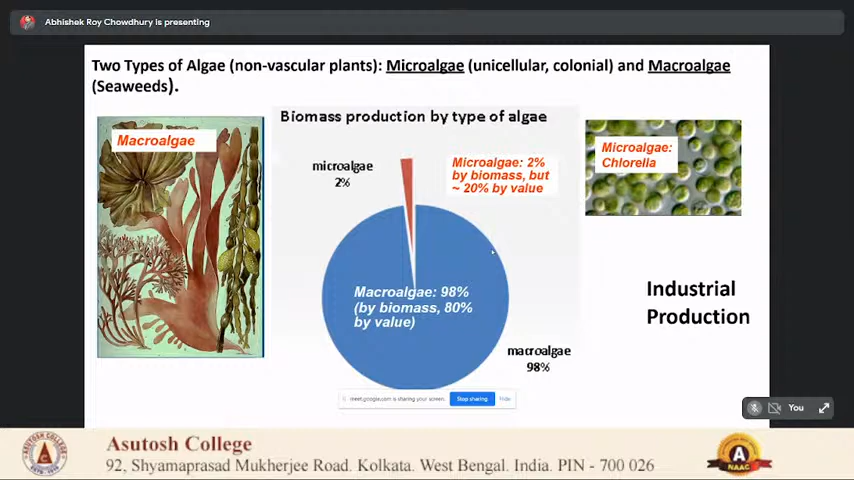 Abhishek Roy Chowdhury is presenting
Two Types of Algae (non-vascular plants): Microalgae (unicellular, colonial) and Macroalgae
(Seaweeds).
Biomass production by type of algae
Macroalgae
microalgae
2%
Microalgae: 2%
by biomass, but
~ 20% by value
Microalgae:
Chlorella
Macroalgae: 98%
(by biomass, 80%
by value)
Industrial
Production
macroalgae
98%
meet.google.com is sharing your screen.
Stop sharing
Hide
You
Asutosh College
92, Shyamaprasad Mukherjee Road. Kolkata. West Bengal. India. PIN - 700 026
A
NAAC